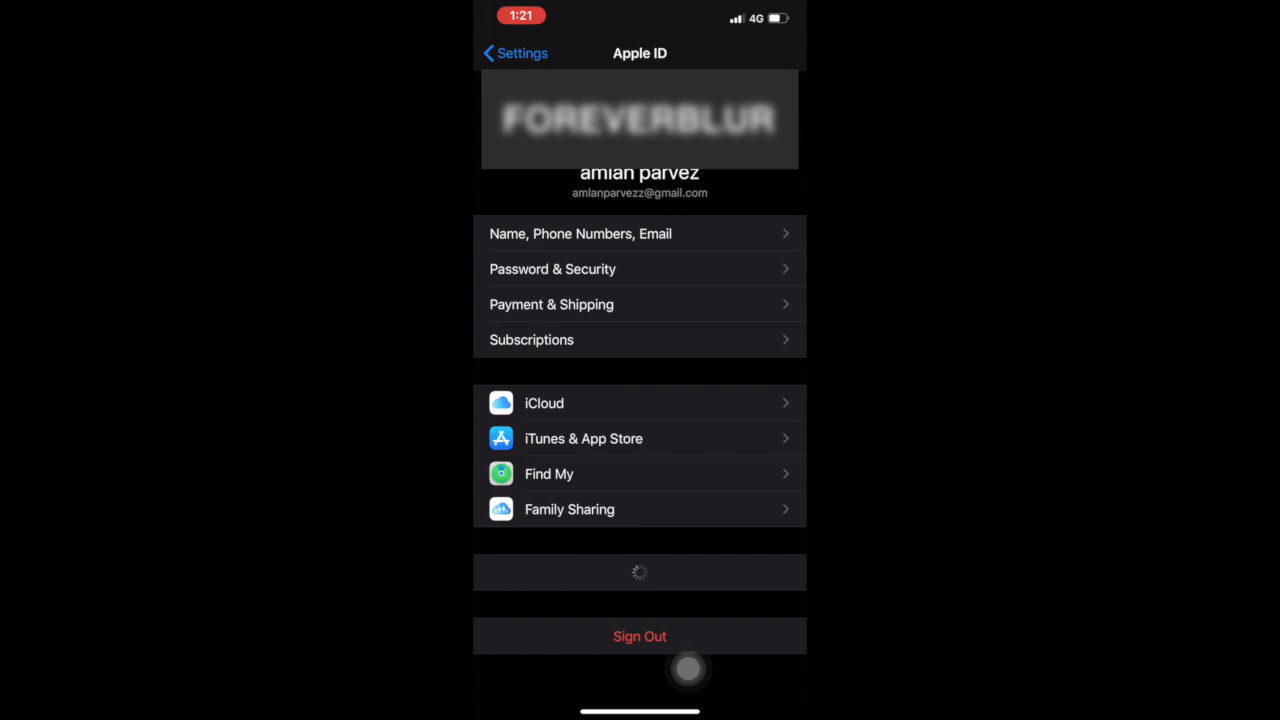 1:21
4G
Settings
Apple ID
FOREVERBLUR
amlan parvez
amlanparvezz@gmail.com
Name, Phone Numbers, Email
Password & Security
Payment & Shipping
Subscriptions
iCloud
iTunes & App Store
Find My
Family Sharing
Sign Out